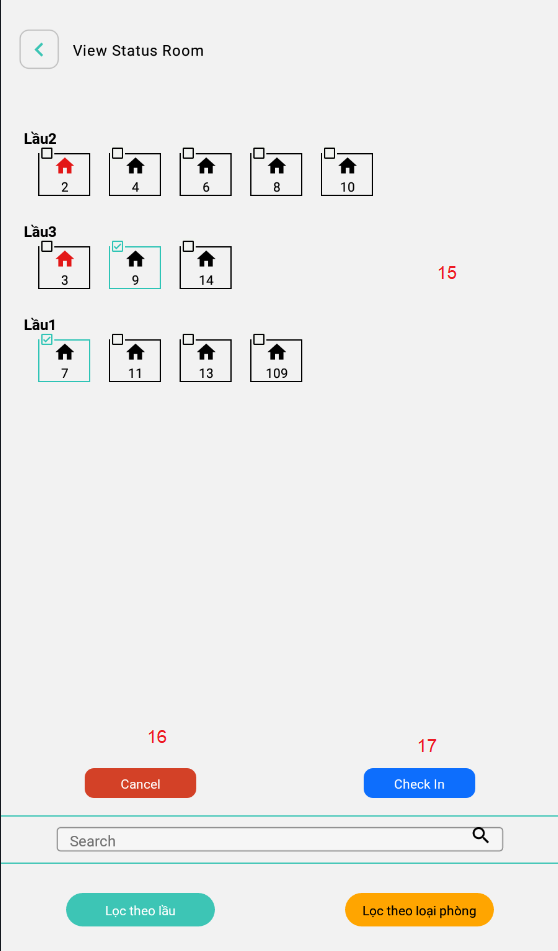 View Status Room
Lầu2
2 4 6 8 10
Lầu3
3 9 14
15
Lầu1
7 11 13 109
16
17
Cancel Check In
Search
Lọc theo lầu Lọc theo loại phòng